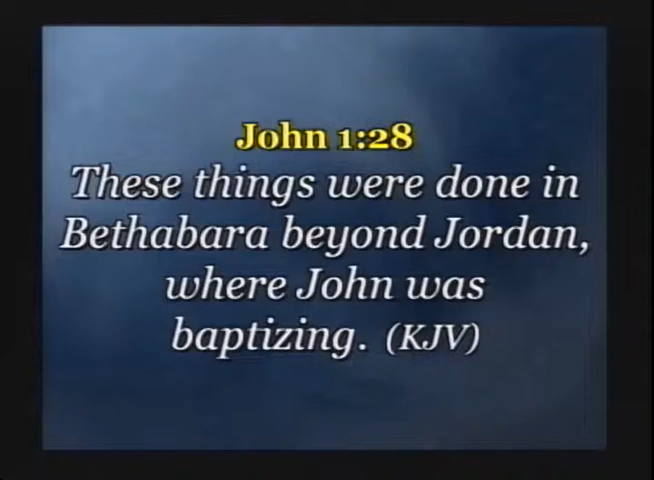 John 1:28
These things were done in
Bethabara beyond Jordan,
where John was
baptizing. (KJV)